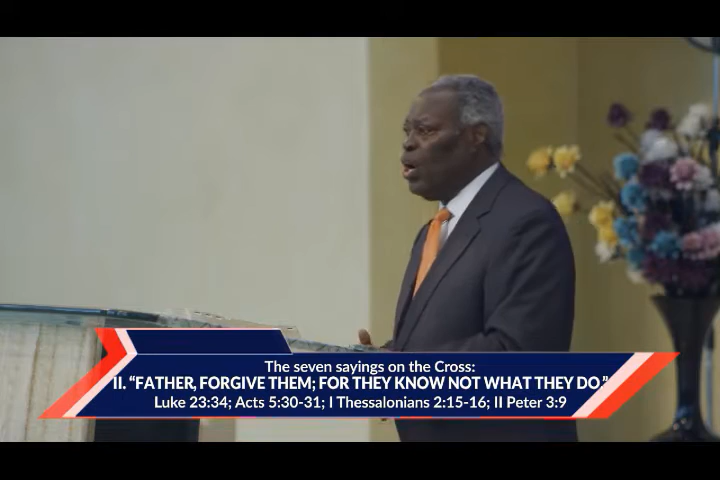 The seven sayings on the Cross:
II. “FATHER, FORGIVE THEM; FOR THEY KNOW NOT WHAT THEY DO”
Luke 23:34; Acts 5:30-31; I Thessalonians 2:15-16; II Peter 3:9